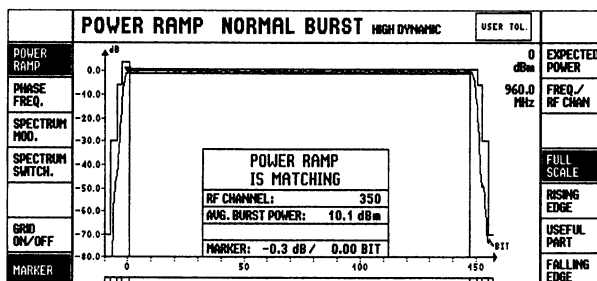 POWER RAMP NORMAL BURST HIGH DYNAMIC
USER TOL.
POWER
RAMP
PHASE
FREQ.
SPECTRUM
MOD.
SPECTRUM
SWTCH.
GRID
ON/OFF
MARKER
dB
0.0
-10.0
-20.0
-30.0
-40.0
-50.0
-60.0
-70.0
-80.0
0
50
100
150
BIT
POWER RAMP
IS MATCHING
RF CHANNEL: 350
AVG. BURST POWER: 10.1 dBm
MARKER: -0.3 dB / 0.00 BIT
0
dBm
960.0
MHz
EXPECTED
POWER
FREQ./
RF CHAN
FULL
SCALE
RISING
EDGE
USEFUL
PART
FALLING
EDGE